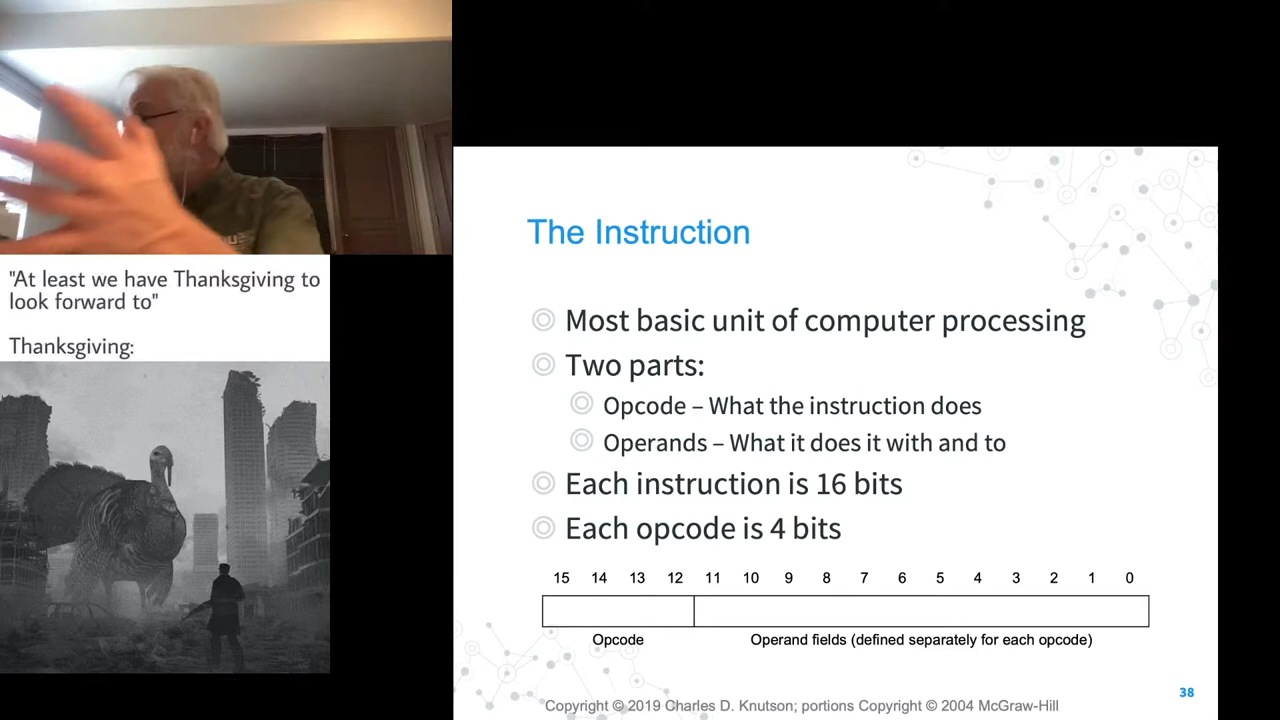 "At least we have Thanksgiving to
look forward to"
Thanksgiving:
The Instruction
Most basic unit of computer processing
Two parts:
Opcode – What the instruction does
Operands – What it does it with and to
Each instruction is 16 bits
Each opcode is 4 bits
15 14 13 12 11 10 9 8 7 6 5 4 3 2 1 0
Opcode Operand fields (defined separately for each opcode)
38
Copyright © 2019 Charles D. Knutson; portions Copyright © 2004 McGraw-Hill